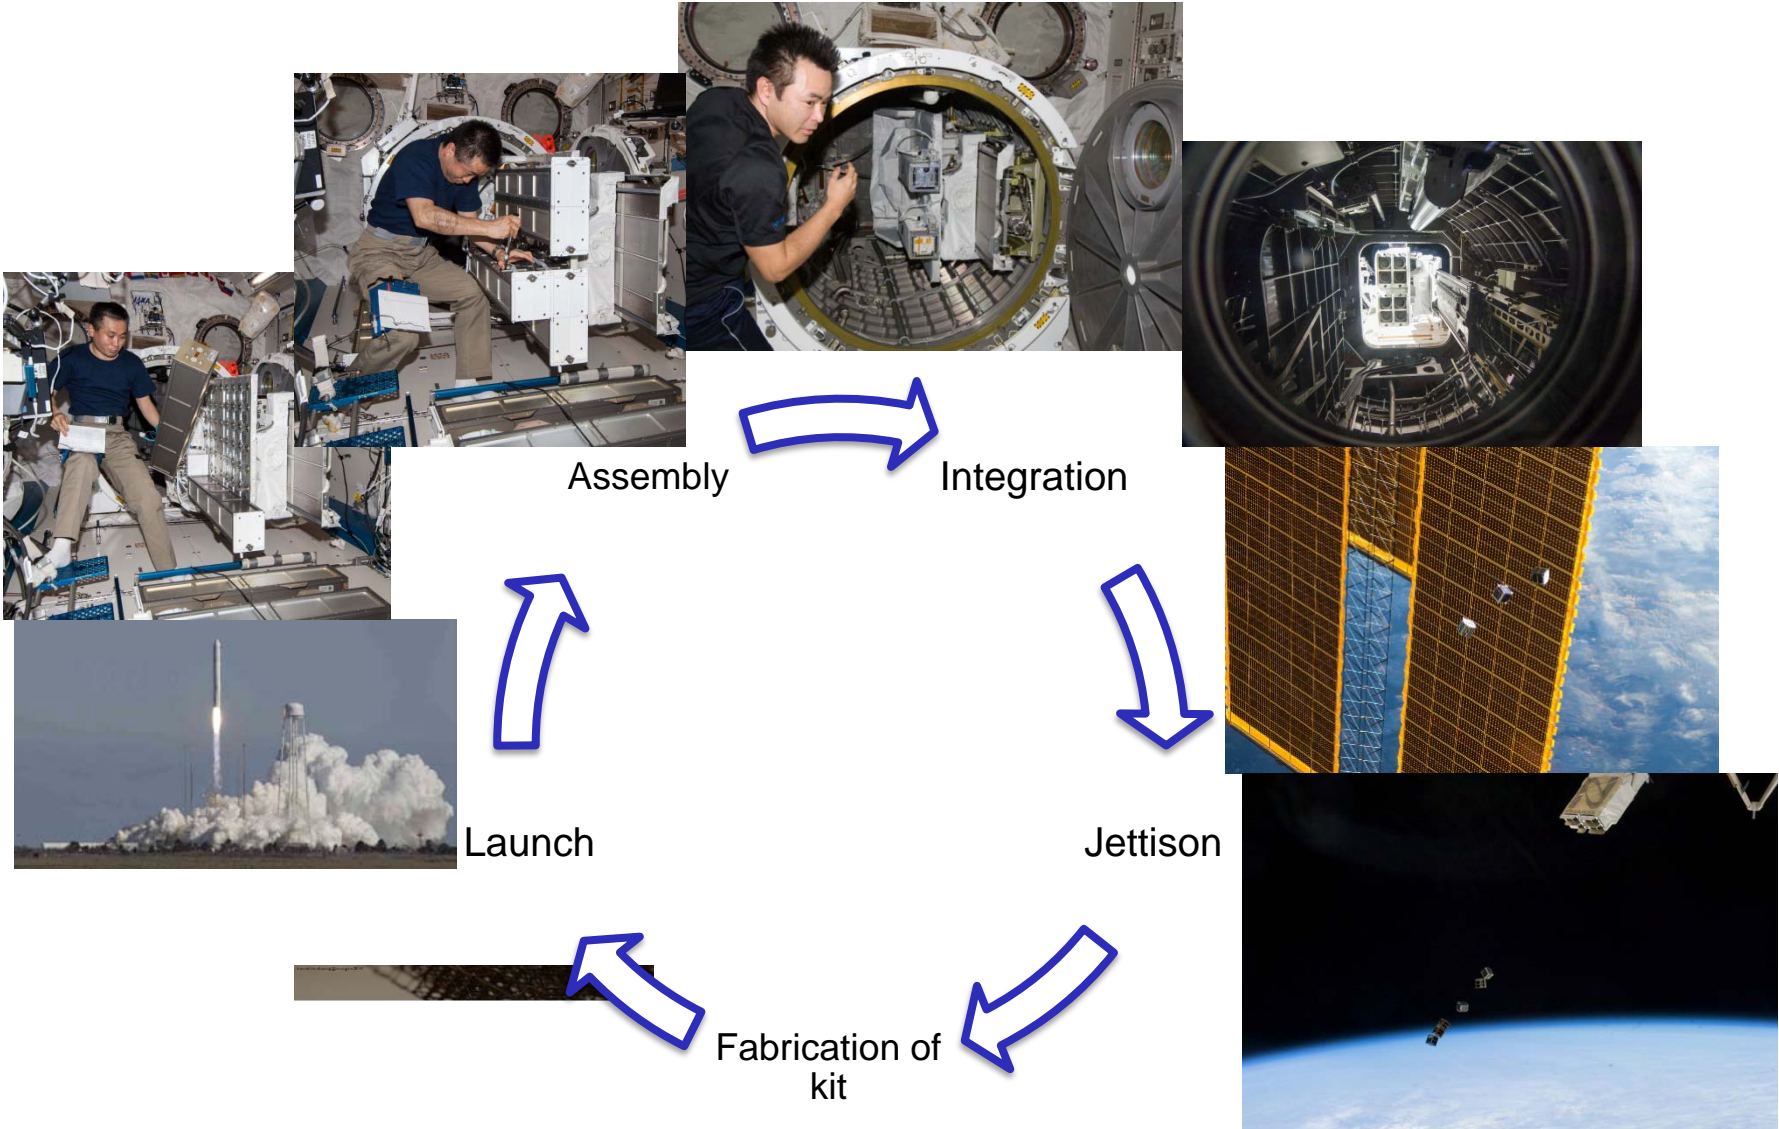 Assembly
Integration
Launch
Jettison
Fabrication of
kit